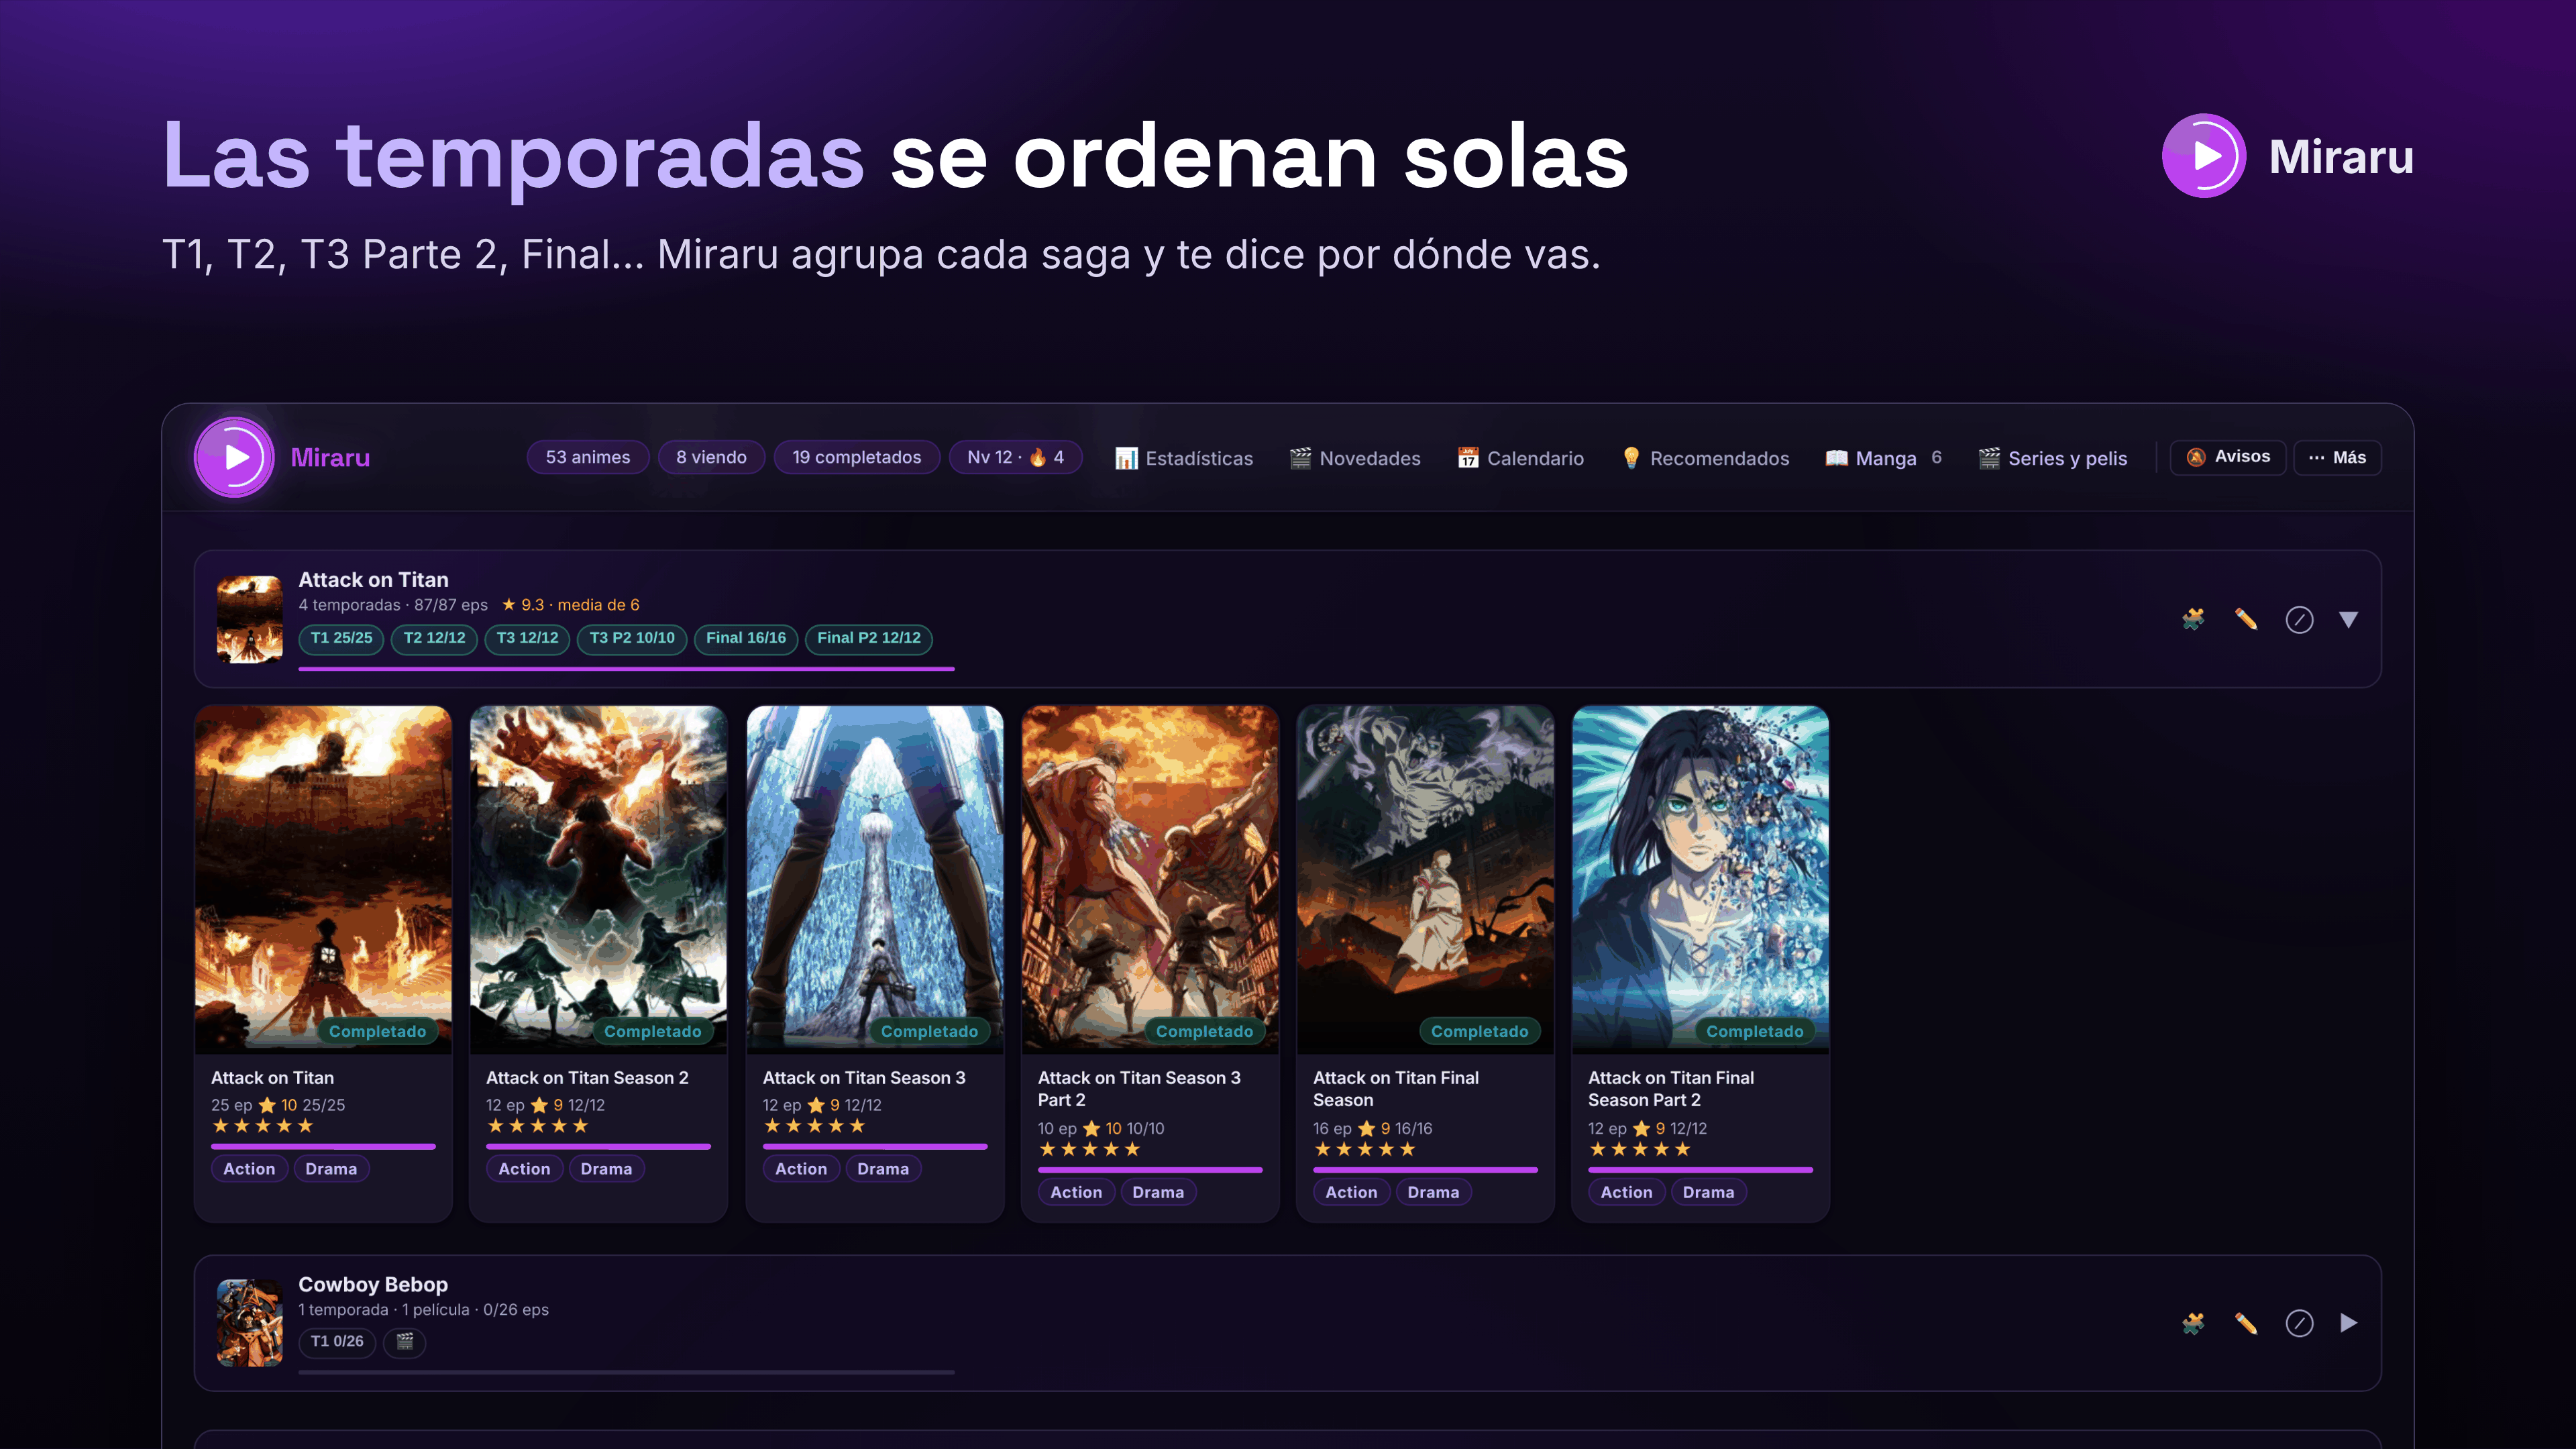 Las temporadas se ordenan solas
Miraru
T1, T2, T3 Parte 2, Final... Miraru agrupa cada saga y te dice por dónde vas.
Miraru
53 animes
8 viendo
19 completados
Nv 12 · 🔥 4
📊 Estadísticas
🎬 Novedades
📅 Calendario
💡 Recomendados
📖 Manga 6
🎬 Series y pelis
🔕 Avisos
··· Más
Attack on Titan
4 temporadas · 87/87 eps ★ 9.3 · media de 6
T1 25/25
T2 12/12
T3 12/12
T3 P2 10/10
Final 16/16
Final P2 12/12
Completado
Attack on Titan
25 ep ⭐ 10 25/25
★★★★★
Action Drama
Completado
Attack on Titan Season 2
12 ep ⭐ 9 12/12
★★★★★
Action Drama
Completado
Attack on Titan Season 3
12 ep ⭐ 9 12/12
★★★★★
Action Drama
Completado
Attack on Titan Season 3
Part 2
10 ep ⭐ 10 10/10
★★★★★
Action Drama
Completado
Attack on Titan Final
Season
16 ep ⭐ 9 16/16
★★★★★
Action Drama
Completado
Attack on Titan Final
Season Part 2
12 ep ⭐ 9 12/12
★★★★★
Action Drama
Cowboy Bebop
1 temporada · 1 película · 0/26 eps
T1 0/26